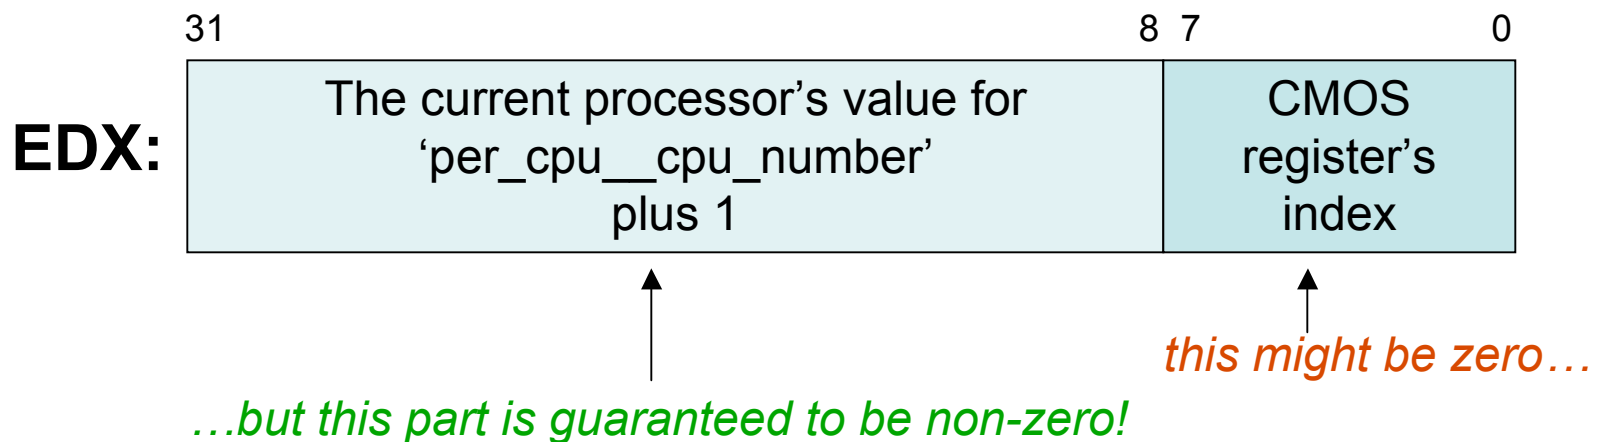 31 8 7 0
EDX:
The current processor’s value for
‘per_cpu__cpu_number’
plus 1
CMOS
register’s
index
this might be zero…
…but this part is guaranteed to be non-zero!